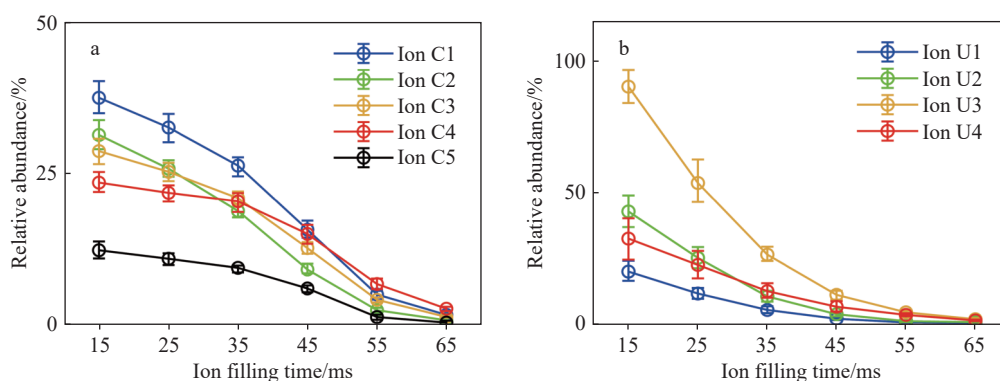 a
Ion C1
Ion C2
Ion C3
Ion C4
Ion C5
50
25
0
Relative abundance/%
15 25 35 45 55 65
Ion filling time/ms
b
Ion U1
Ion U2
Ion U3
Ion U4
100
50
0
Relative abundance/%
15 25 35 45 55 65
Ion filling time/ms